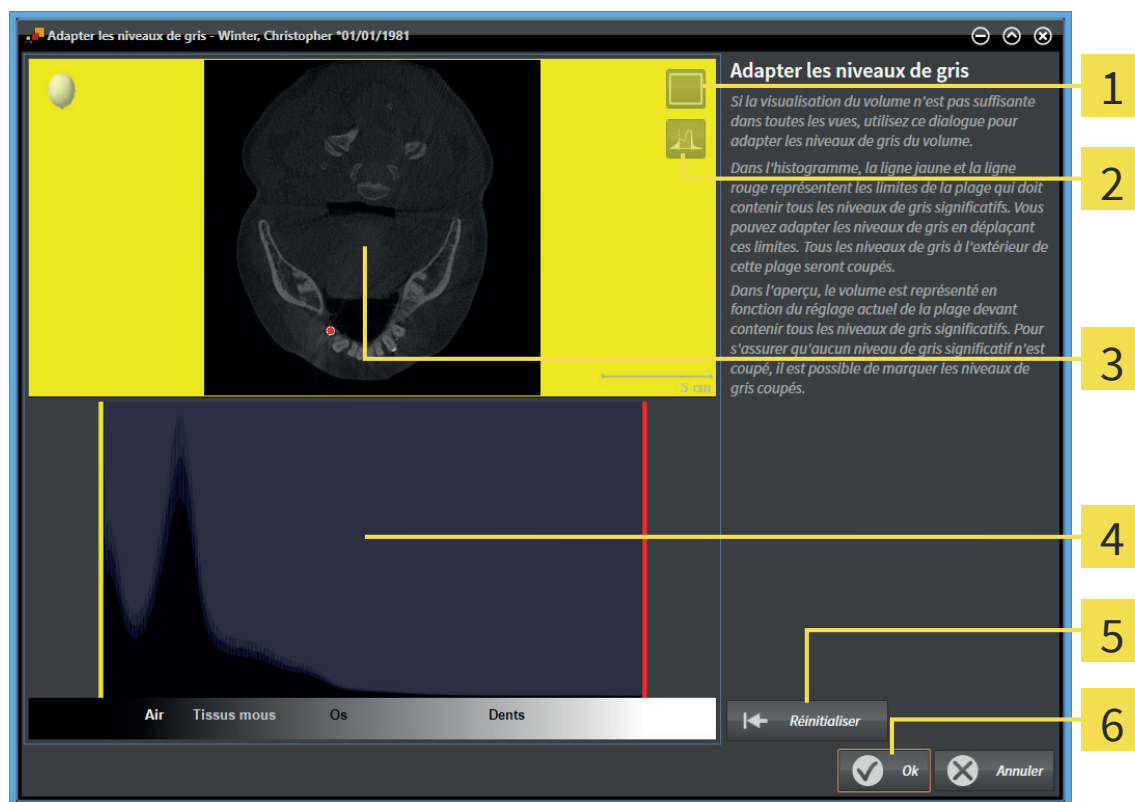 Adapter les niveaux de gris - Winter, Christopher *01/01/1981
Adapter les niveaux de gris
Si la visualisation du volume n'est pas suffisante
dans toutes les vues, utilisez ce dialogue pour
adapter les niveaux de gris du volume.
Dans l'histogramme, la ligne jaune et la ligne
rouge représentent les limites de la plage qui doit
contenir tous les niveaux de gris significatifs. Vous
pouvez adapter les niveaux de gris en déplaçant
ces limites. Tous les niveaux de gris à l'extérieur de
cette plage seront coupés.
Dans l'aperçu, le volume est représenté en
fonction du réglage actuel de la plage devant
contenir tous les niveaux de gris significatifs. Pour
s'assurer qu'aucun niveau de gris significatif n'est
coupé, il est possible de marquer les niveaux de
gris coupés.
5 cm
Air Tissus mous Os Dents
Réinitialiser
Ok Annuler
1
2
3
4
5
6